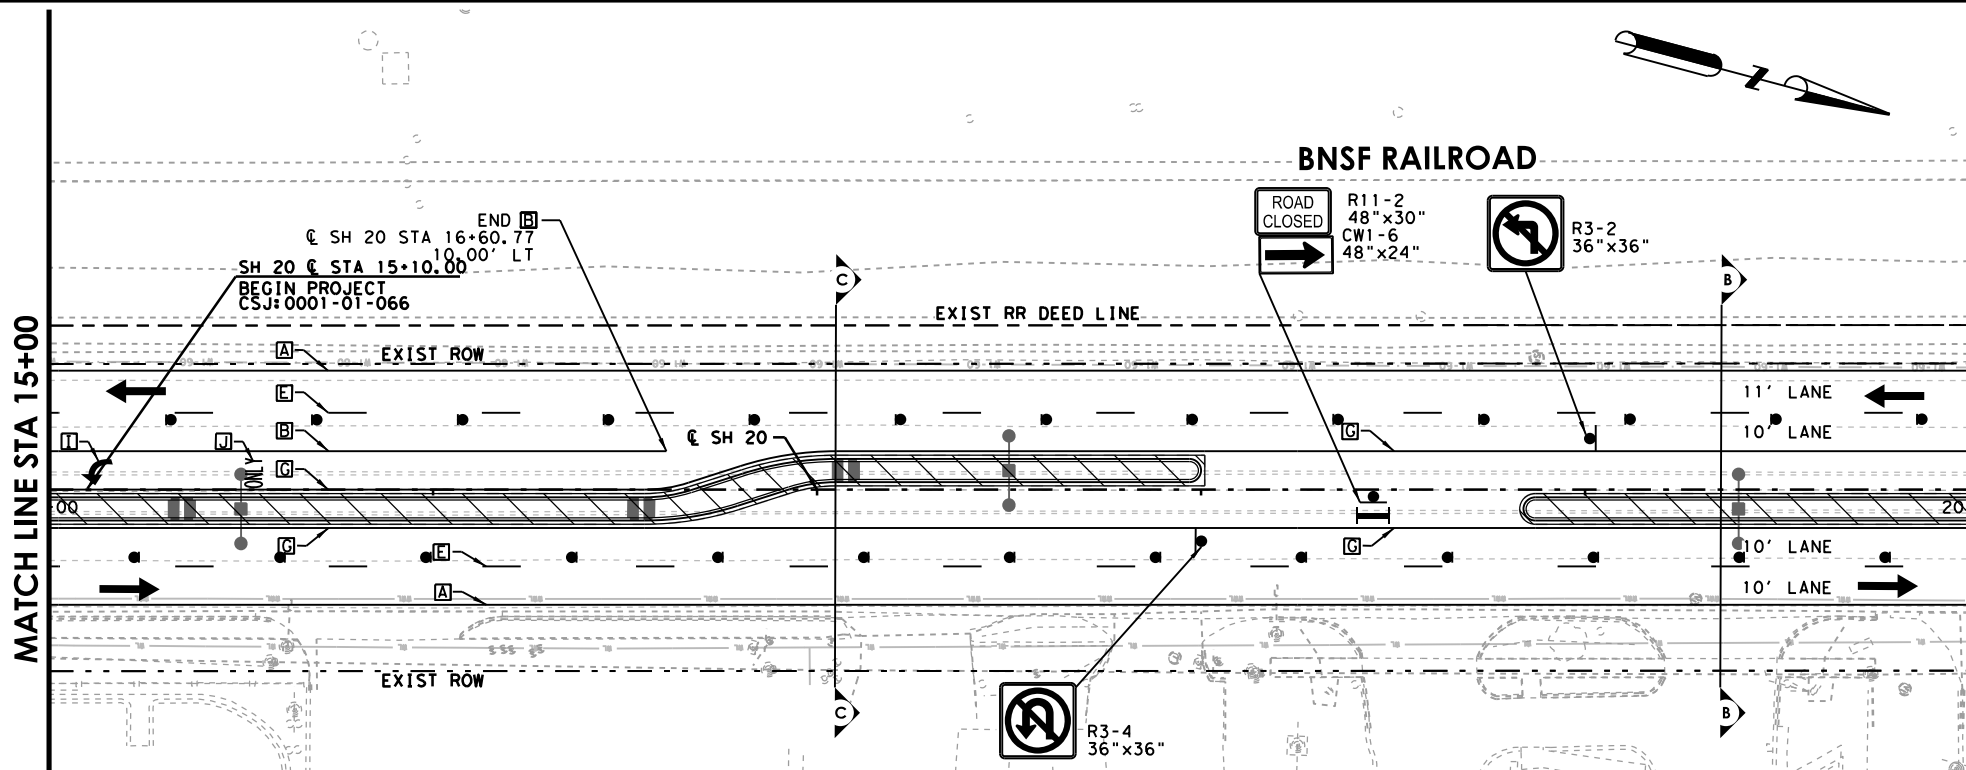 BNSF RAILROAD
ROAD
CLOSED
R11-2
48"x30"
CW1-6
48"x24"
R3-2
36"x36"
END B
℄ SH 20 STA 16+60.77
10.00' LT
SH 20 ℄ STA 15+10.00
BEGIN PROJECT
CSJ:0001-01-066
C
B
EXIST RR DEED LINE
MATCH LINE STA 15+00
A
EXIST ROW
E
11' LANE
B
10' LANE
I
J
ONLY
℄ SH 20
G
G
00
20
G
E
G
10' LANE
A
10' LANE
EXIST ROW
C
B
R3-4
36"x36"